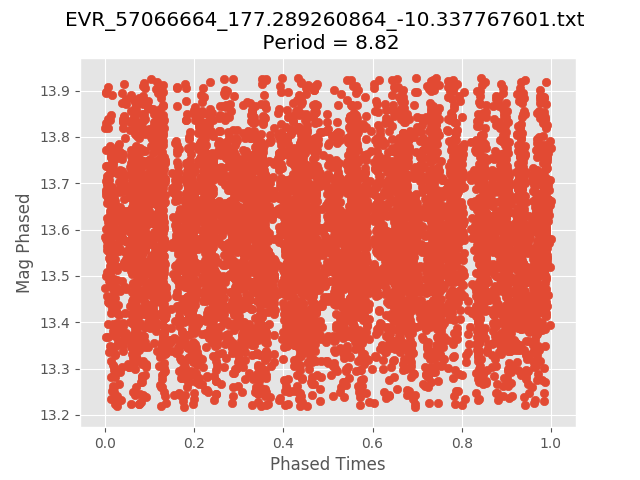 EVR_57066664_177.289260864_-10.337767601.txt
Period = 8.82
13.9
13.8
13.7
13.6
13.5
13.4
13.3
13.2
Mag Phased
0.0 0.2 0.4 0.6 0.8 1.0
Phased Times